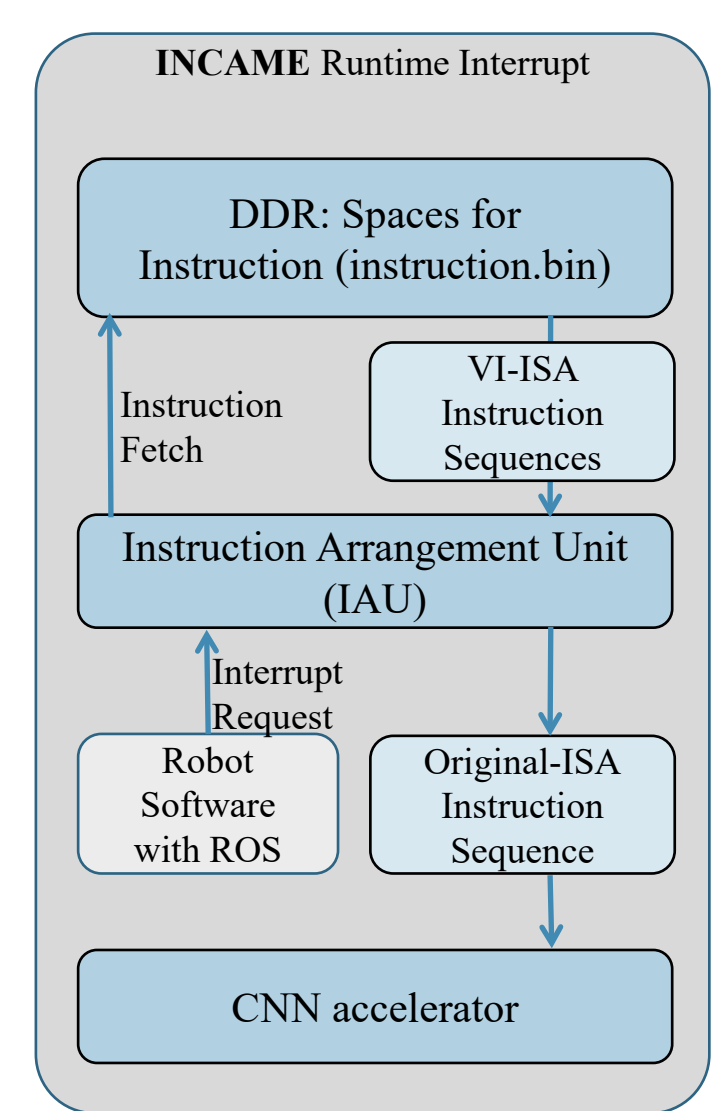 INCAME Runtime Interrupt
DDR: Spaces for
Instruction (instruction.bin)
Instruction
Fetch
VI-ISA
Instruction
Sequences
Instruction Arrangement Unit
(IAU)
Interrupt
Request
Robot
Software
with ROS
Original-ISA
Instruction
Sequence
CNN accelerator